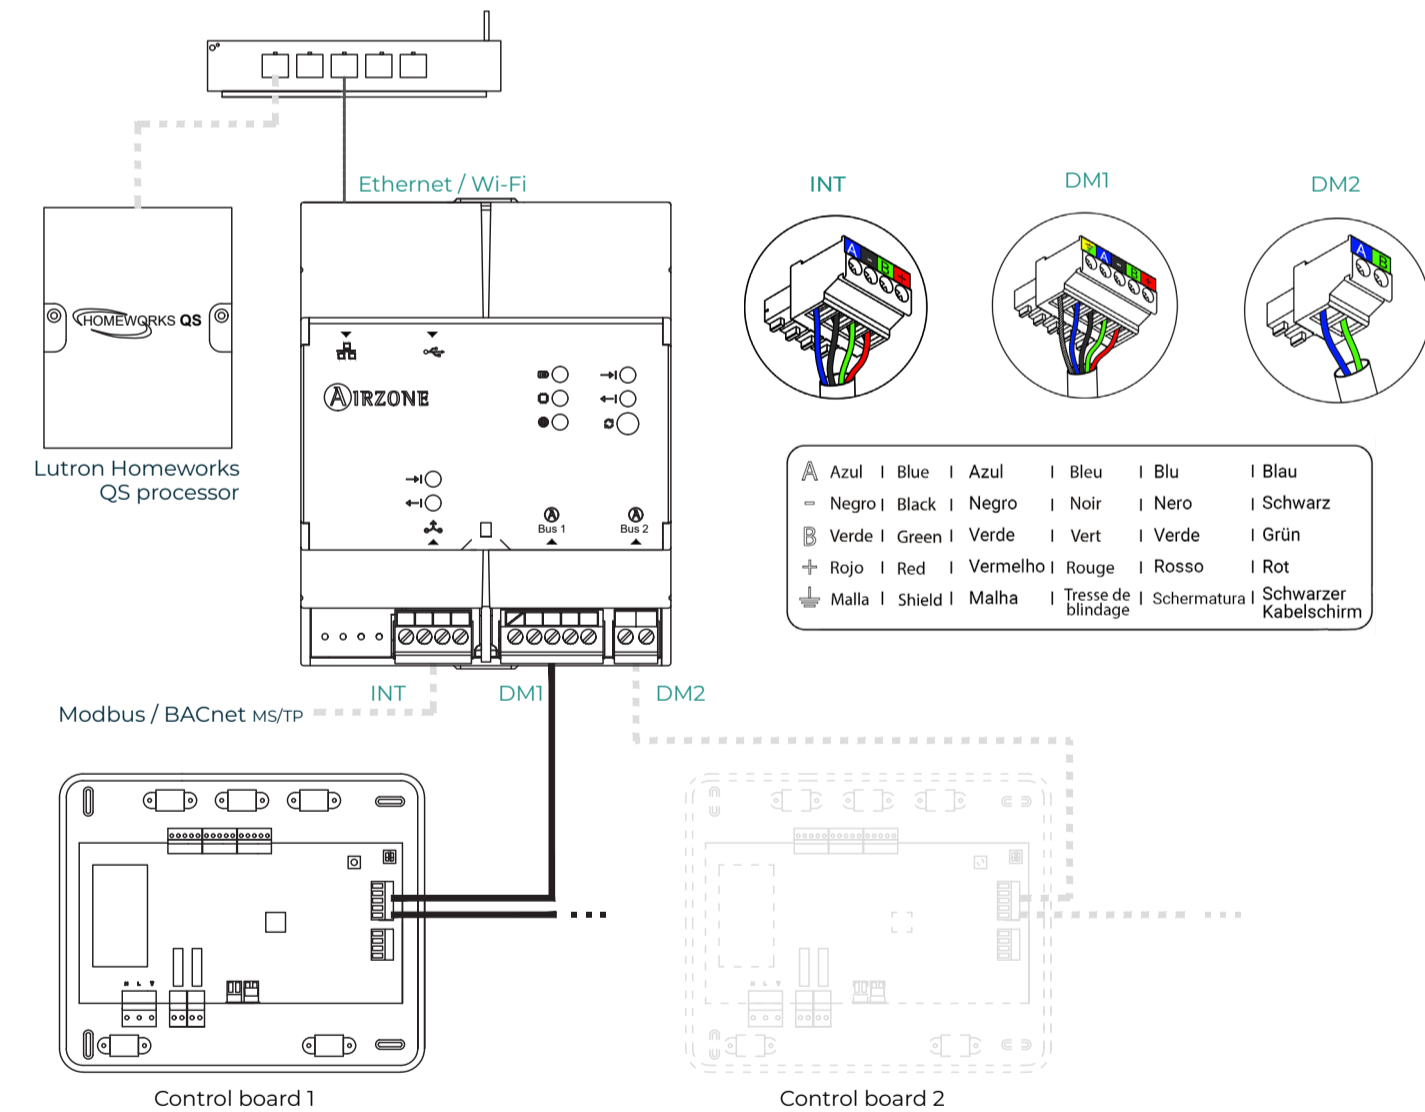 Ethernet / Wi-Fi
INT
DM1
DM2
A - B +
A - B +
A B
HOMEWORKS QS
Lutron Homeworks
QS processor
AIRZONE
Bus 1
Bus 2
A Azul | Blue | Azul | Bleu | Blu | Blau
- Negro | Black | Negro | Noir | Nero | Schwarz
B Verde | Green | Verde | Vert | Verde | Grün
+ Rojo | Red | Vermelho | Rouge | Rosso | Rot
Malla | Shield | Malha | Tresse de blindage | Schermatura | Schwarzer Kabelschirm
INT
DM1
DM2
Modbus / BACnet MS/TP
N L
N L
Control board 1
Control board 2